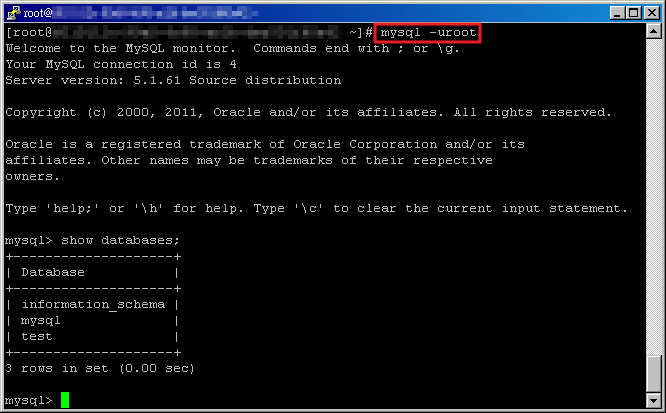 root@
[root@ ~]# mysql -uroot
Welcome to the MySQL monitor.  Commands end with ; or \g.
Your MySQL connection id is 4
Server version: 5.1.61 Source distribution

Copyright (c) 2000, 2011, Oracle and/or its affiliates. All rights reserved.

Oracle is a registered trademark of Oracle Corporation and/or its
affiliates. Other names may be trademarks of their respective
owners.

Type 'help;' or '\h' for help. Type '\c' to clear the current input statement.

mysql> show databases;
+--------------------+
| Database           |
+--------------------+
| information_schema |
| mysql              |
| test               |
+--------------------+
3 rows in set (0.00 sec)

mysql>